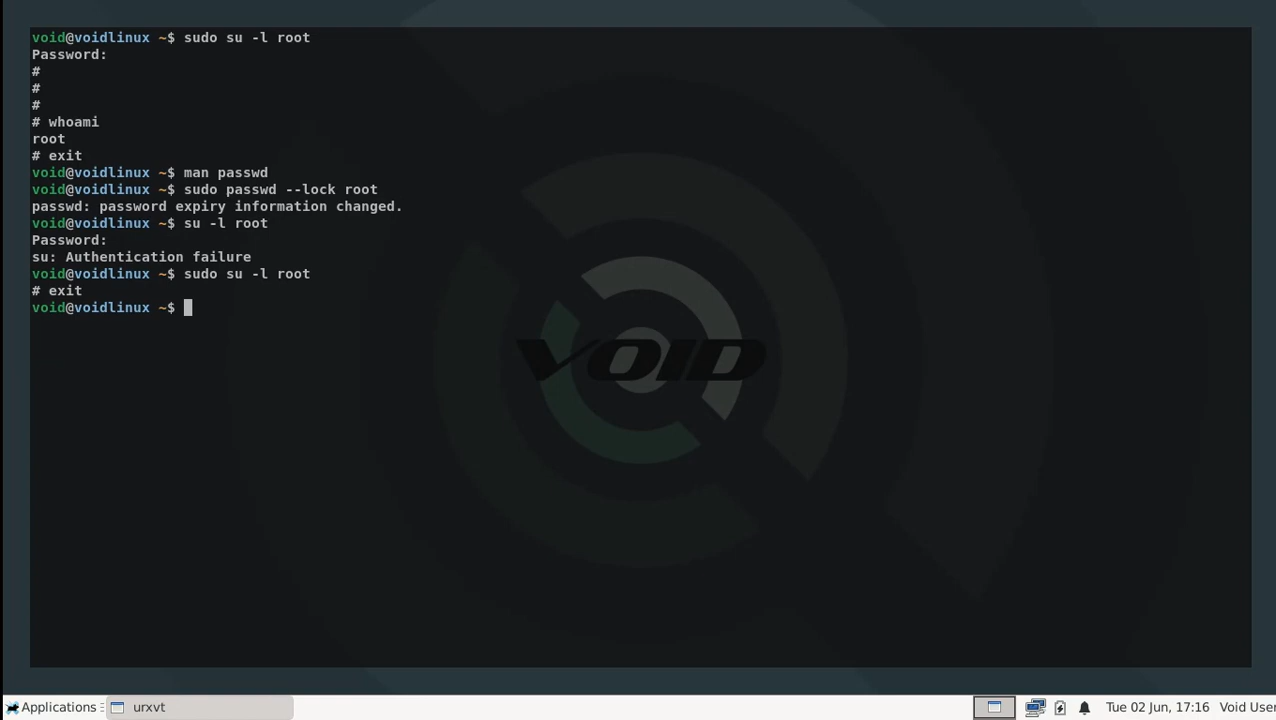 void@voidlinux ~$ sudo su -l root
Password:
#
#
#
# whoami
root
# exit
void@voidlinux ~$ man passwd
void@voidlinux ~$ sudo passwd --lock root
passwd: password expiry information changed.
void@voidlinux ~$ su -l root
Password:
su: Authentication failure
void@voidlinux ~$ sudo su -l root
# exit
void@voidlinux ~$
VOID
Applications
urxvt
Tue 02 Jun, 17:16
Void User